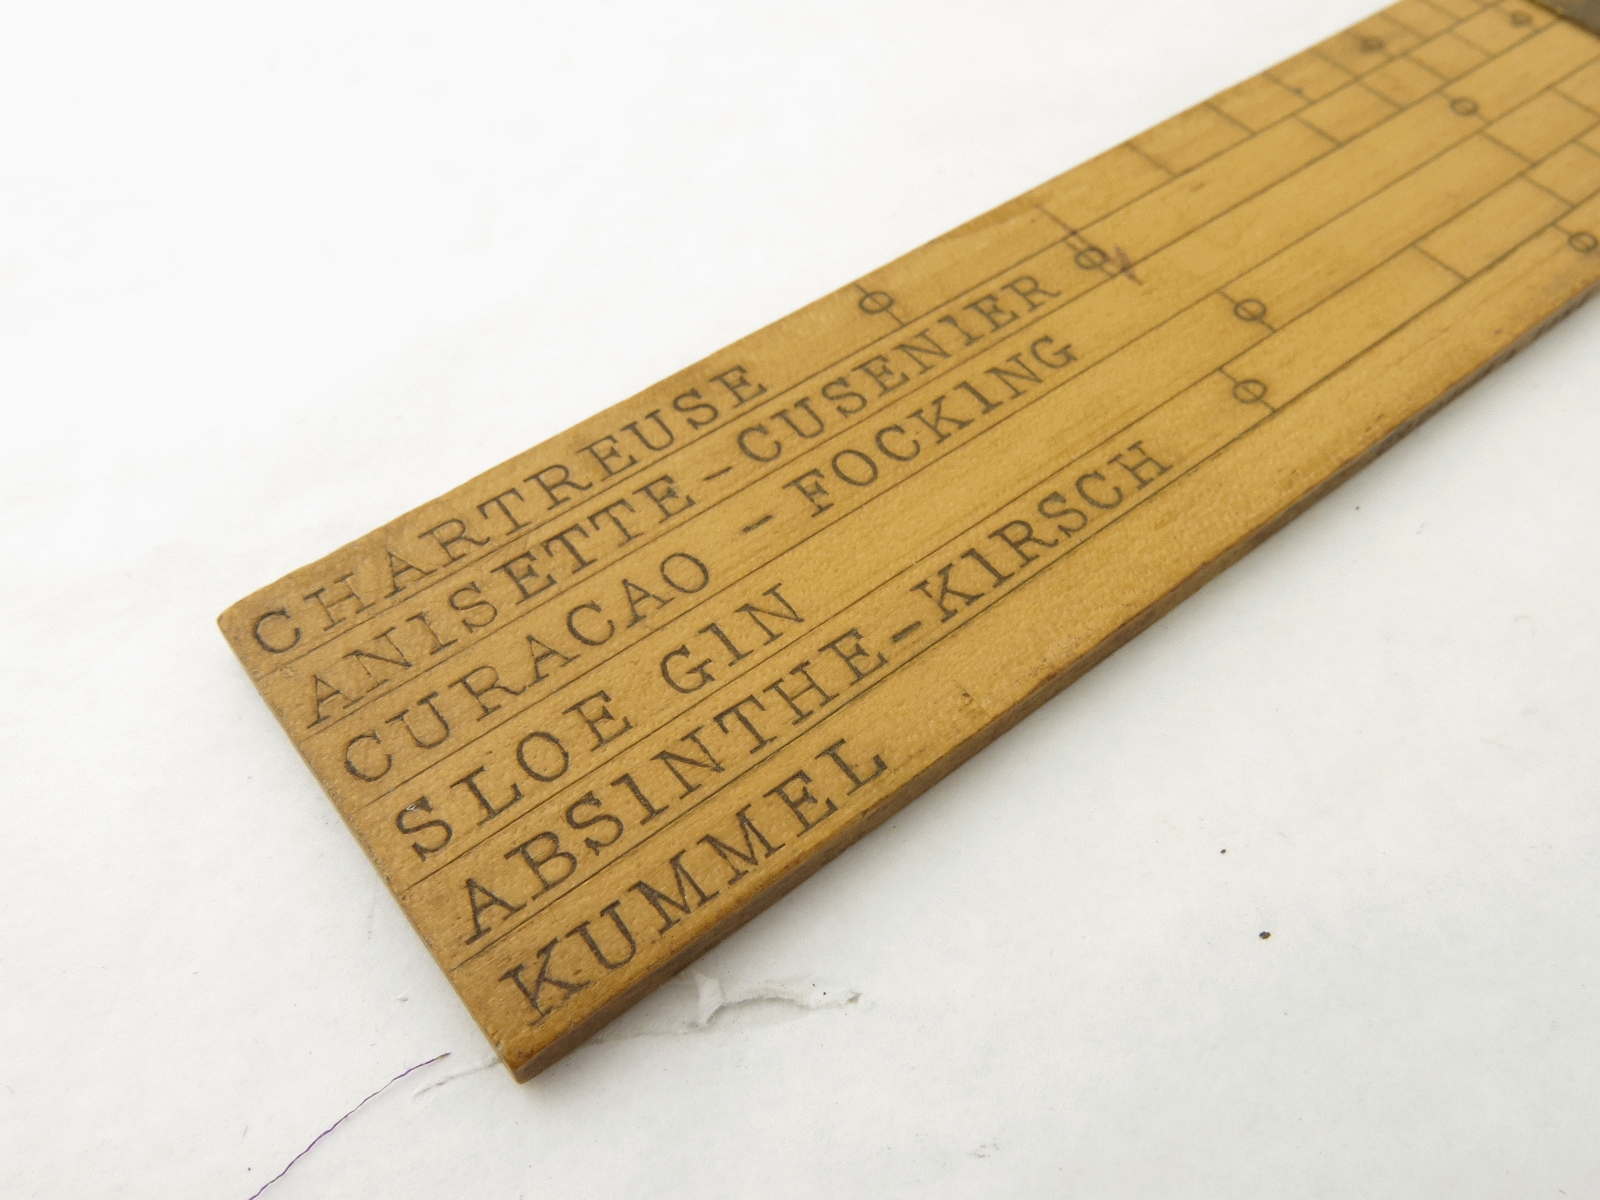 CHARTREUSE
ANISETTE-CUSENIER
CURACAO - FOCKING
SLOE GIN
ABSINTHE-KIRSCH
KUMMEL